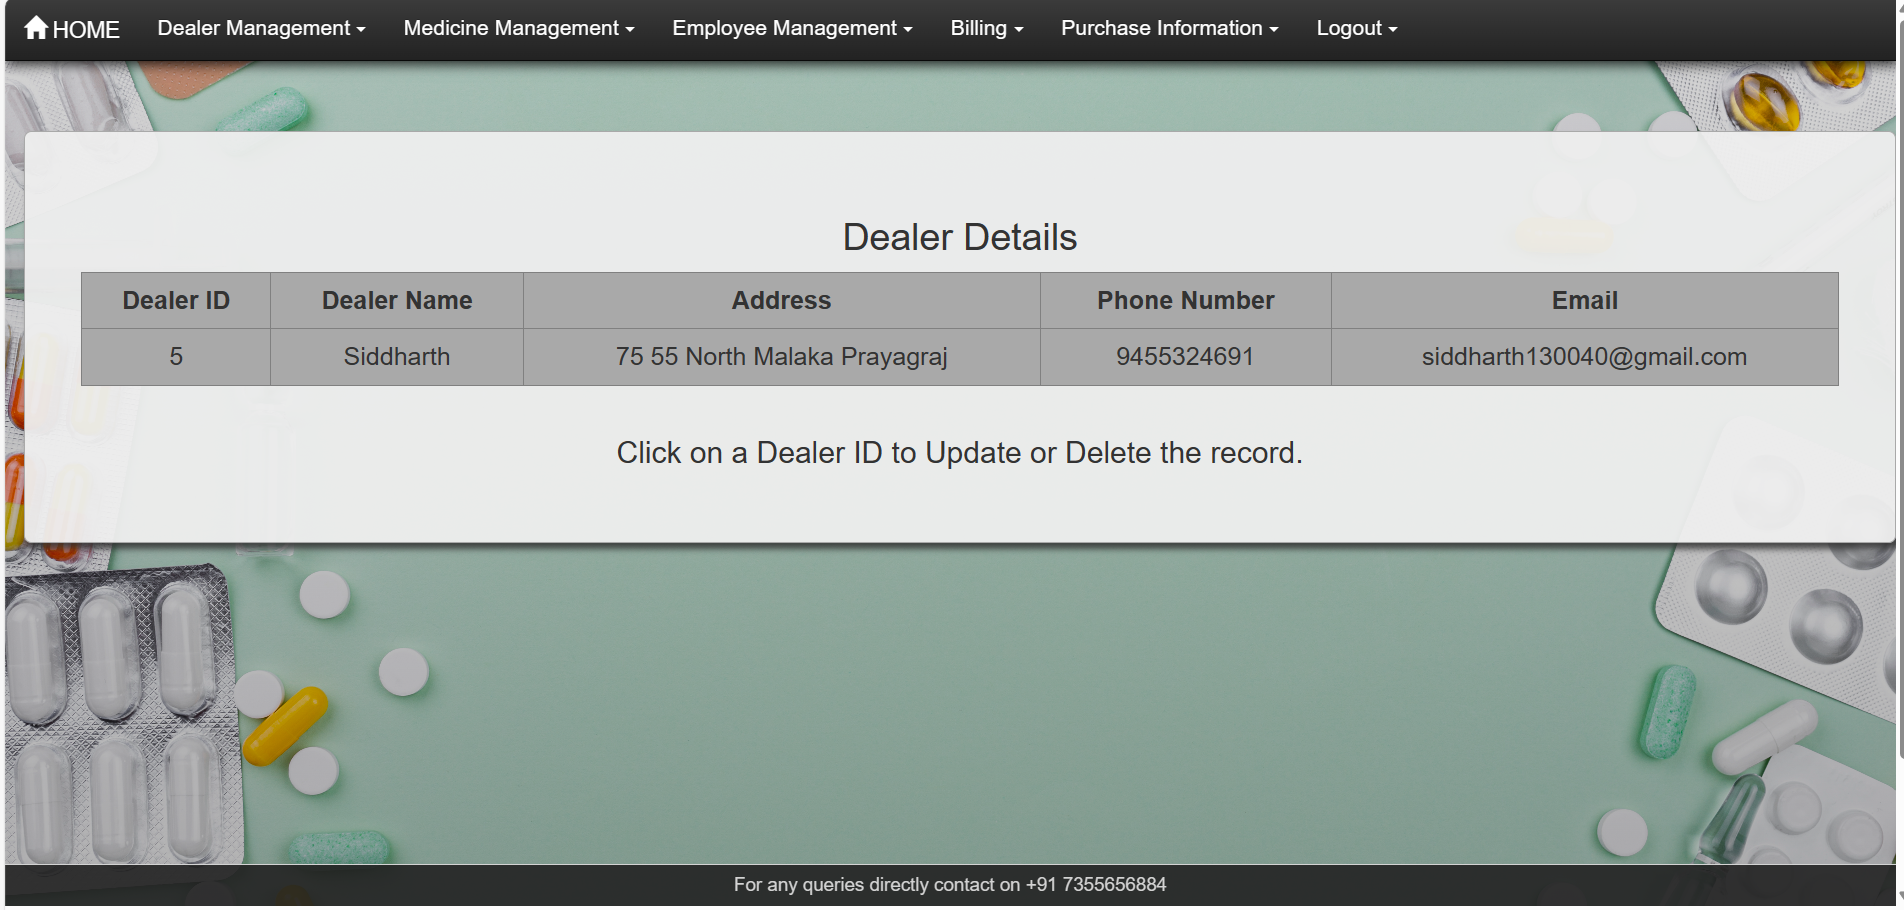 HOME Dealer Management Medicine Management Employee Management Billing Purchase Information Logout
Dealer Details
Dealer ID Dealer Name Address Phone Number Email
5 Siddharth 75 55 North Malaka Prayagraj 9455324691 siddharth130040@gmail.com
Click on a Dealer ID to Update or Delete the record.
For any queries directly contact on +91 7355656884